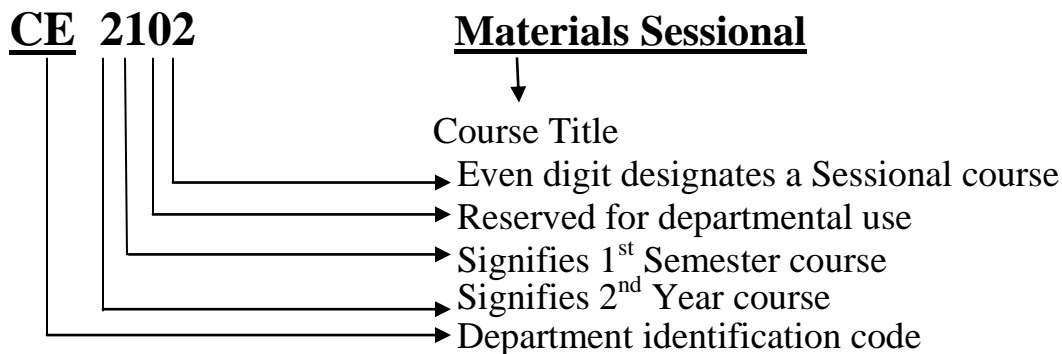 CE 2102 Materials Sessional
Course Title
Even digit designates a Sessional course
Reserved for departmental use
Signifies 1st Semester course
Signifies 2nd Year course
Department identification code